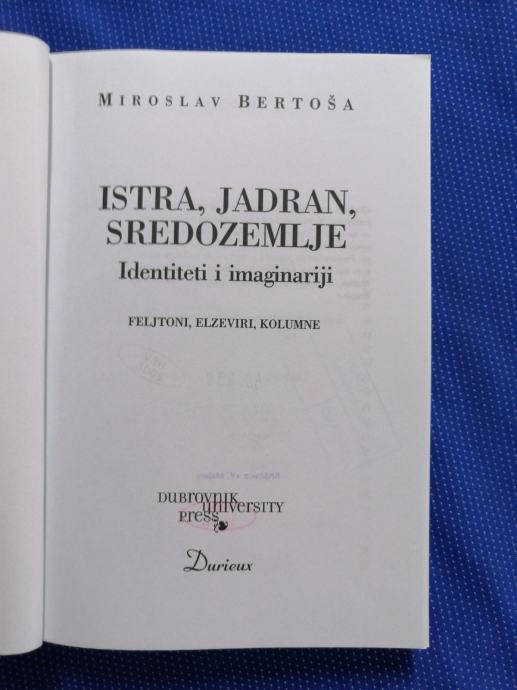 MIROSLAV BERTOŠA
ISTRA, JADRAN,
SREDOZEMLJE
Identiteti i imaginariji
FELJTONI, ELZEVIRI, KOLUMNE
DUBROVNIK
UNIVERSITY
PRESS
Durieux